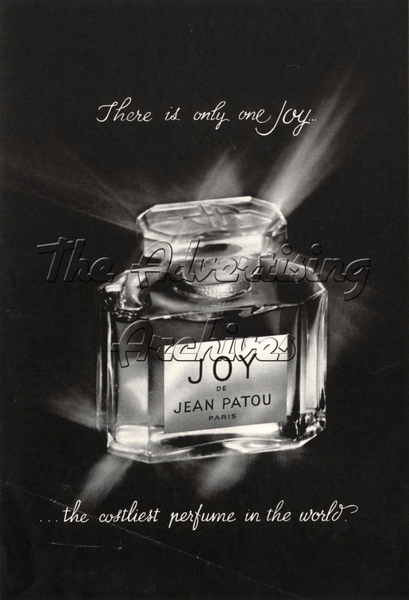 There is only one Joy...
The Advertising
Archives
JOY
DE
JEAN PATOU
PARIS
...the costliest perfume in the world.